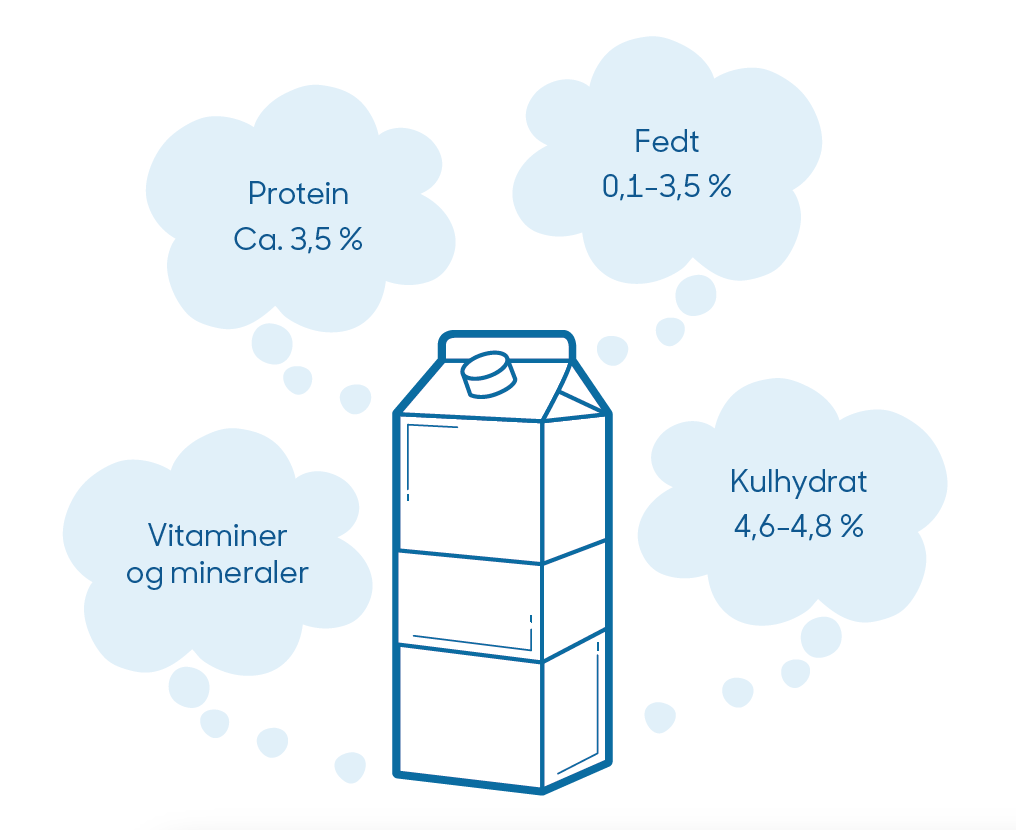 Protein
Ca. 3,5 %
Fedt
0,1–3,5 %
Vitaminer
og mineraler
Kulhydrat
4,6–4,8 %